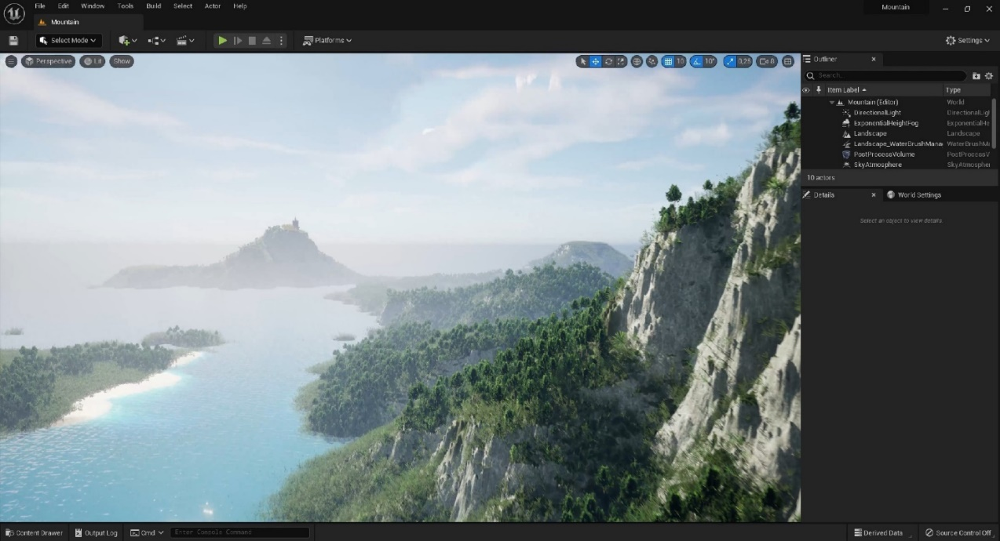 File Edit Window Tools Build Select Actor Help
Mountain
Mountain
Select Mode
Platforms
Settings
Perspective Lit Show
10 10° 0,25 8
Outliner
Search...
Item Label Type
Mountain (Editor) World
DirectionalLight DirectionalLigl
ExponentialHeightFog ExponentialHe
Landscape Landscape
Landscape_WaterBrushMana WaterBrushMa
PostProcessVolume PostProcessV
SkyAtmosphere SkyAtmospher
10 actors
Details World Settings
Select an object to view details.
Content Drawer Output Log Cmd Enter Console Command
Derived Data Source Control Off